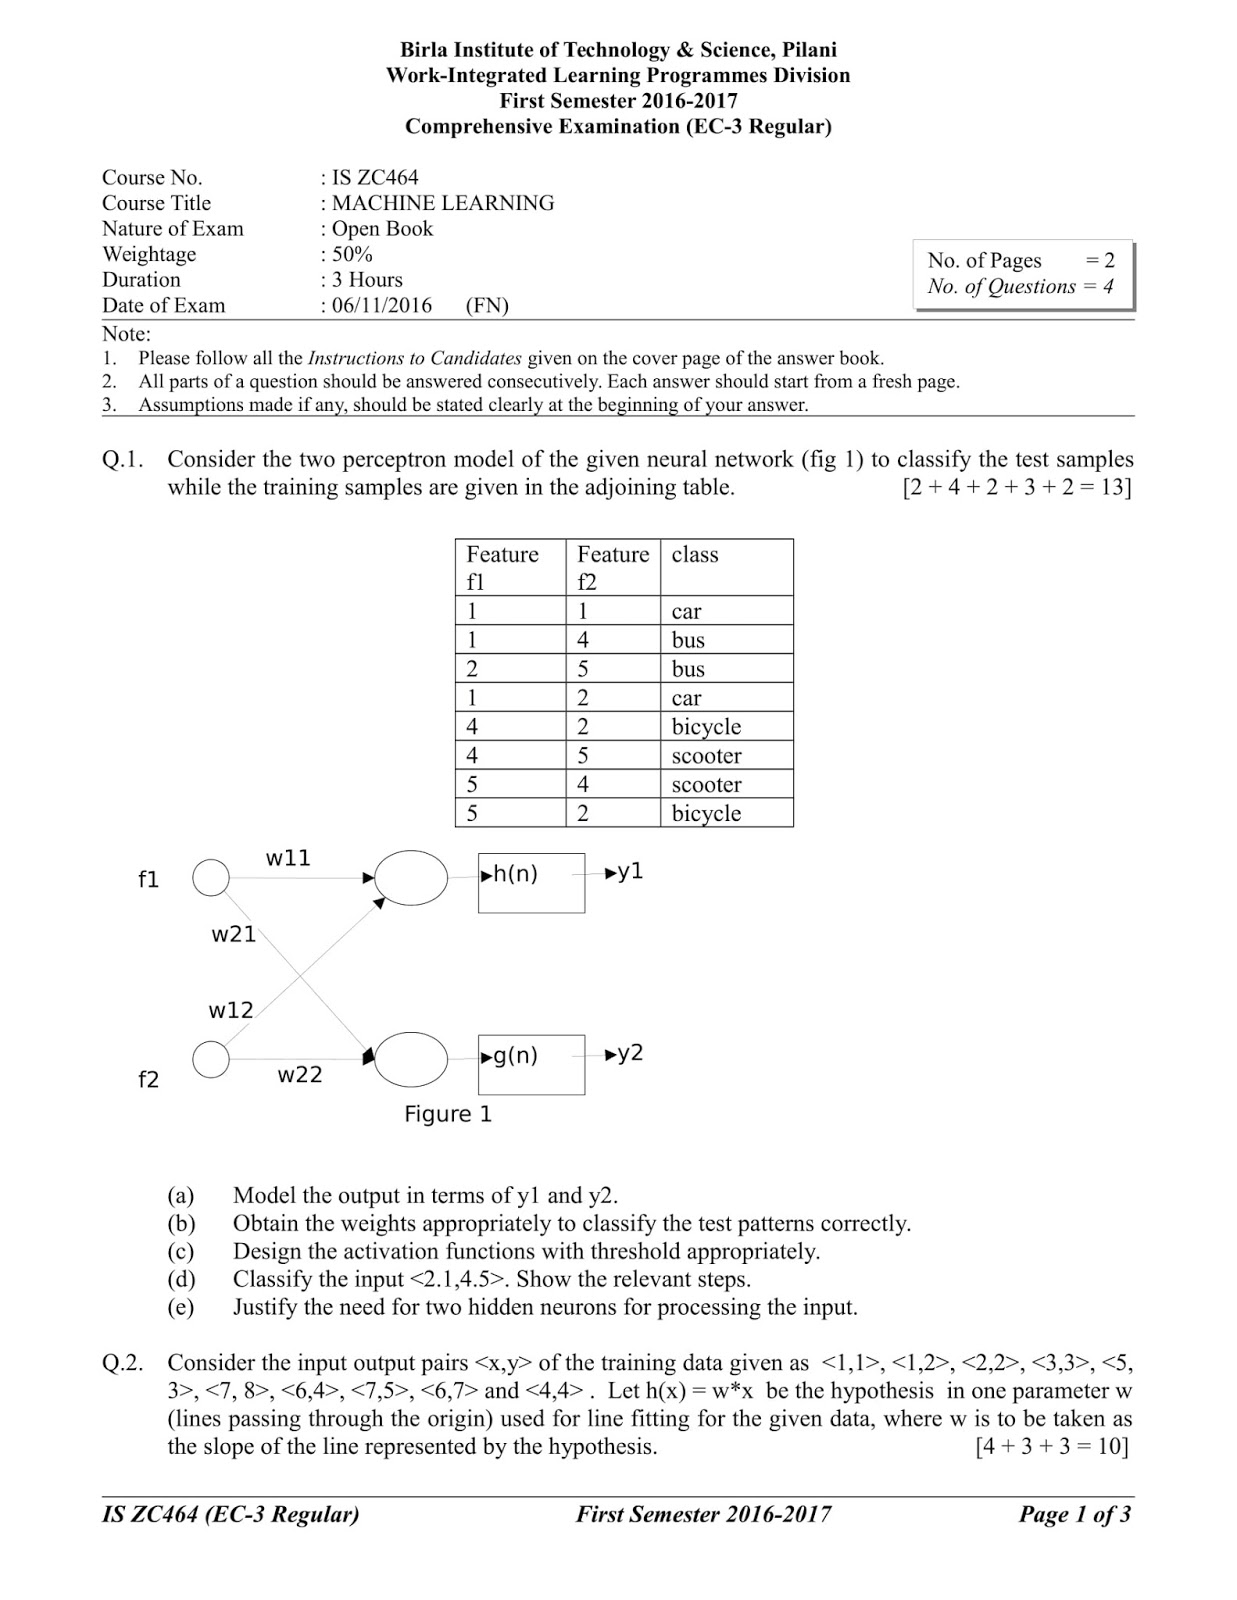 Birla Institute of Technology & Science, Pilani
Work-Integrated Learning Programmes Division
First Semester 2016-2017
Comprehensive Examination (EC-3 Regular)
Course No. : IS ZC464
Course Title : MACHINE LEARNING
Nature of Exam : Open Book
Weightage : 50%
Duration : 3 Hours
Date of Exam : 06/11/2016 (FN)
No. of Pages = 2
No. of Questions = 4
Note:
1. Please follow all the Instructions to Candidates given on the cover page of the answer book.
2. All parts of a question should be answered consecutively. Each answer should start from a fresh page.
3. Assumptions made if any, should be stated clearly at the beginning of your answer.
Q.1. Consider the two perceptron model of the given neural network (fig 1) to classify the test samples
while the training samples are given in the adjoining table. [2 + 4 + 2 + 3 + 2 = 13]
Feature Feature class
f1 f2
1 1 car
1 4 bus
2 5 bus
1 2 car
4 2 bicycle
4 5 scooter
5 4 scooter
5 2 bicycle
w11
f1 h(n) y1
w21
w12
g(n) y2
f2 w22
Figure 1
(a) Model the output in terms of y1 and y2.
(b) Obtain the weights appropriately to classify the test patterns correctly.
(c) Design the activation functions with threshold appropriately.
(d) Classify the input <2.1,4.5>. Show the relevant steps.
(e) Justify the need for two hidden neurons for processing the input.
Q.2. Consider the input output pairs <x,y> of the training data given as <1,1>, <1,2>, <2,2>, <3,3>, <5,
3>, <7, 8>, <6,4>, <7,5>, <6,7> and <4,4> . Let h(x) = w*x be the hypothesis in one parameter w
(lines passing through the origin) used for line fitting for the given data, where w is to be taken as
the slope of the line represented by the hypothesis. [4 + 3 + 3 = 10]
IS ZC464 (EC-3 Regular) First Semester 2016-2017 Page 1 of 3